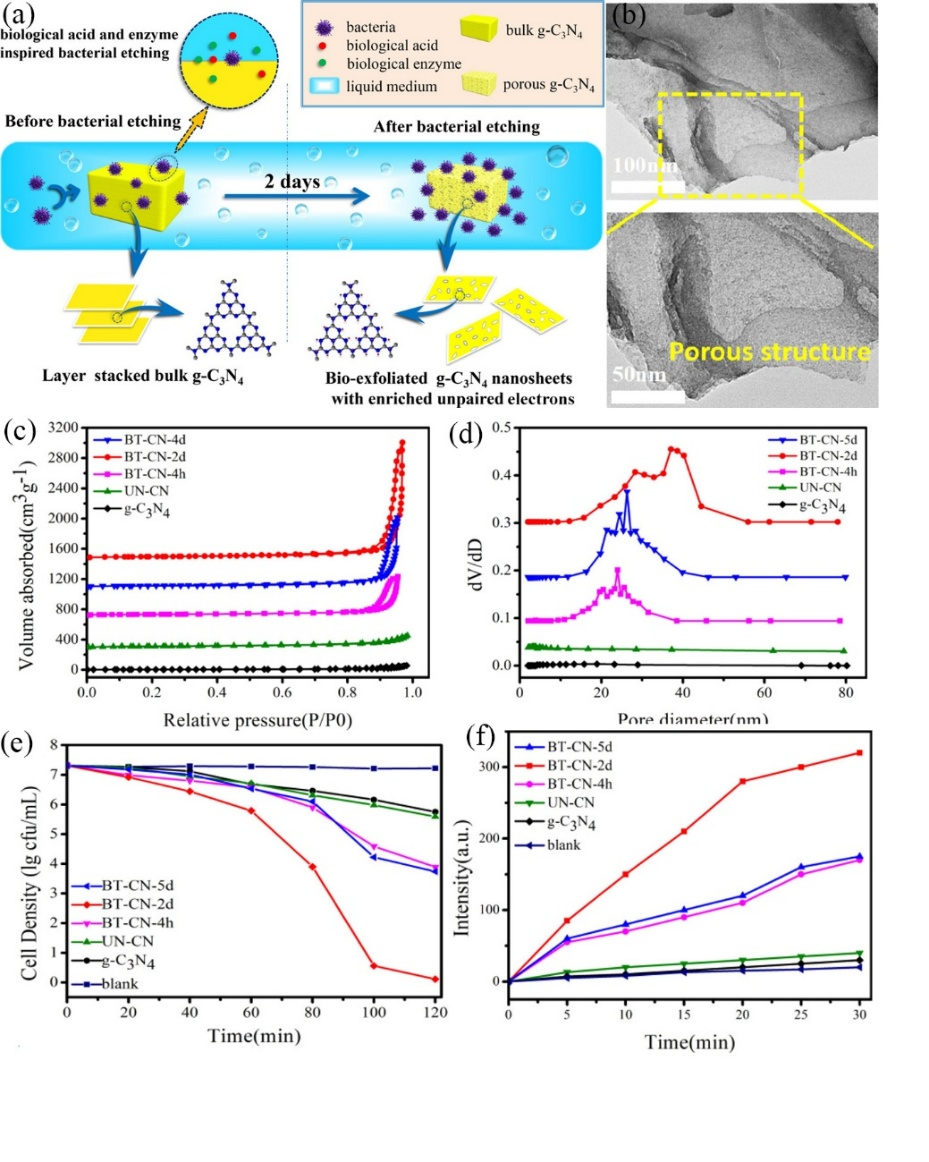 (a)
biological acid and enzyme
inspired bacterial etching
bacteria
biological acid
biological enzyme
liquid medium
bulk g-C₃N₄
porous g-C₃N₄
Before bacterial etching
After bacterial etching
2 days
Layer stacked bulk g-C₃N₄
Bio-exfoliated g-C₃N₄ nanosheets
with enriched unpaired electrons
(b)
100nm
Porous structure
50nm
(c)
BT-CN-4d
BT-CN-2d
BT-CN-4h
UN-CN
g-C₃N₄
3200
2800
2400
2000
1600
1200
800
400
0
Volume absorbed(cm³g⁻¹)
0.0 0.2 0.4 0.6 0.8 1.0
Relative pressure(P/P0)
(d)
BT-CN-5d
BT-CN-2d
BT-CN-4h
UN-CN
g-C₃N₄
0.5
0.4
0.3
0.2
0.1
0.0
dV/dD
0 20 40 60 80
Pore diameter(nm)
(e)
8
7
6
5
4
3
2
1
0
Cell Density (lg cfu/mL)
BT-CN-5d
BT-CN-2d
BT-CN-4h
UN-CN
g-C₃N₄
blank
0 20 40 60 80 100 120
Time(min)
(f)
BT-CN-5d
BT-CN-2d
BT-CN-4h
UN-CN
g-C₃N₄
blank
300
200
100
0
Intensity(a.u.)
0 5 10 15 20 25 30
Time(min)